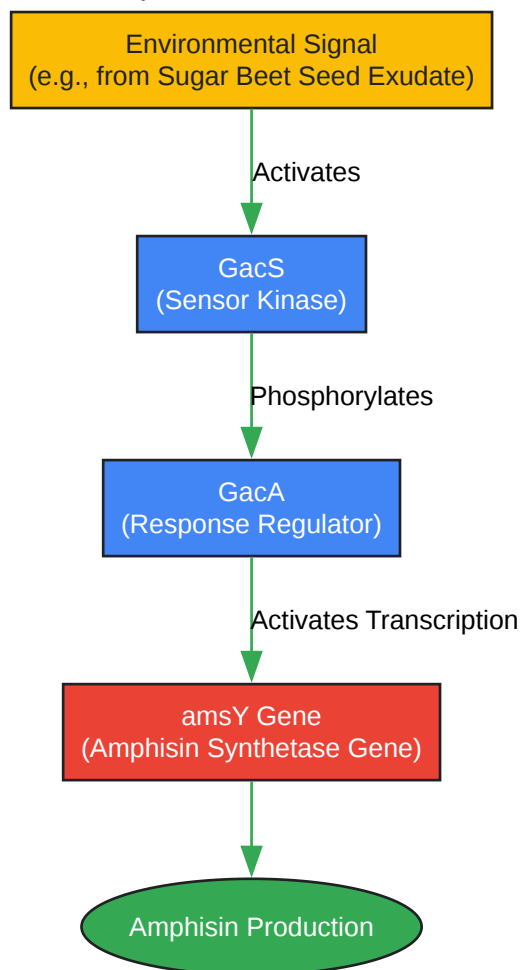 Environmental Signal
(e.g., from Sugar Beet Seed Exudate)
Activates
GacS
(Sensor Kinase)
Phosphorylates
GacA
(Response Regulator)
Activates Transcription
amsY Gene
(Amphisin Synthetase Gene)
Amphisin Production